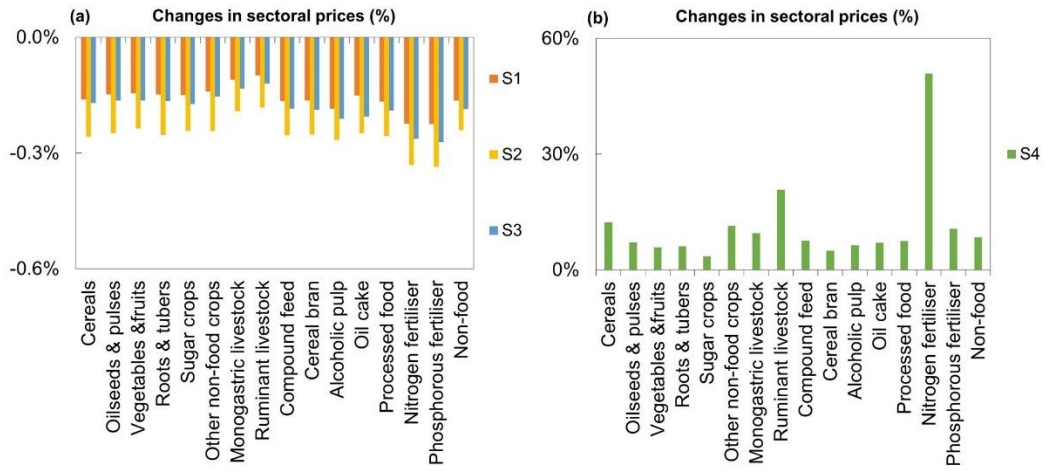 (a)
Changes in sectoral prices (%)
0.0%
-0.3%
-0.6%
S1
S2
S3
Cereals
Oilseeds & pulses
Vegetables &fruits
Roots & tubers
Sugar crops
Other non-food crops
Monogastric livestock
Ruminant livestock
Compound feed
Cereal bran
Alcoholic pulp
Oil cake
Processed food
Nitrogen fertiliser
Phosphorous fertiliser
Non-food
(b)
Changes in sectoral prices (%)
60%
30%
0%
S4
Cereals
Oilseeds & pulses
Vegetables &fruits
Roots & tubers
Sugar crops
Other non-food crops
Monogastric livestock
Ruminant livestock
Compound feed
Cereal bran
Alcoholic pulp
Oil cake
Processed food
Nitrogen fertiliser
Phosphorous fertiliser
Non-food